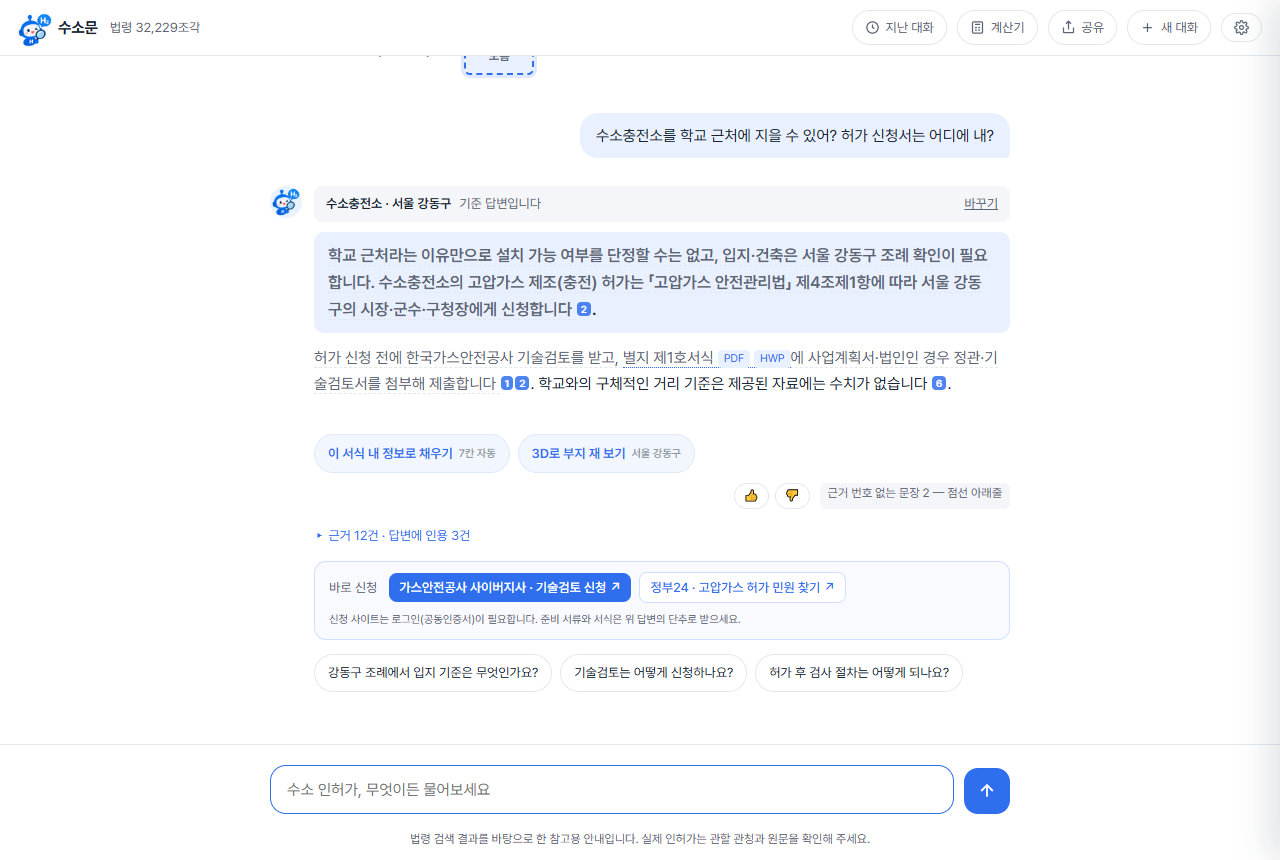 수소문 법령 32,229조각 지난 대화 계산기 공유 + 새 대화
수소충전소를 학교 근처에 지을 수 있어? 허가 신청서는 어디에 내?
수소충전소 · 서울 강동구 기준 답변입니다 바꾸기
학교 근처라는 이유만으로 설치 가능 여부를 단정할 수는 없고, 입지·건축은 서울 강동구 조례 확인이 필요
합니다. 수소충전소의 고압가스 제조(충전) 허가는 「고압가스 안전관리법」 제4조제1항에 따라 서울 강동
구의 시장·군수·구청장에게 신청합니다 2.
허가 신청 전에 한국가스안전공사 기술검토를 받고, 별지 제1호서식 PDF HWP에 사업계획서·법인인 경우 정관·기
술검토서를 첨부해 제출합니다 1 2. 학교와의 구체적인 거리 기준은 제공된 자료에는 수치가 없습니다 6.
이 서식 내 정보로 채우기 7칸 자동 3D로 부지 재 보기 서울 강동구
근거 번호 없는 문장 2 — 점선 아래줄
▸ 근거 12건 · 답변에 인용 3건
바로 신청 가스안전공사 사이버지사 · 기술검토 신청 ↗ 정부24 · 고압가스 허가 민원 찾기 ↗
신청 사이트는 로그인(공동인증서)이 필요합니다. 준비 서류와 서식은 위 답변의 단추로 받으세요.
강동구 조례에서 입지 기준은 무엇인가요? 기술검토는 어떻게 신청하나요? 허가 후 검사 절차는 어떻게 되나요?
수소 인허가, 무엇이든 물어보세요
법령 검색 결과를 바탕으로 한 참고용 안내입니다. 실제 인허가는 관할 관청과 원문을 확인해 주세요.